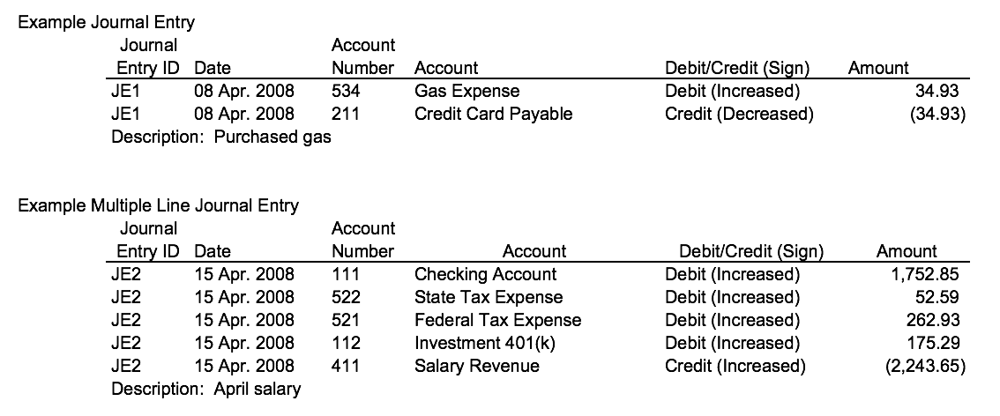 Example Journal Entry
Journal Account
Entry ID Date Number Account Debit/Credit (Sign) Amount
JE1 08 Apr. 2008 534 Gas Expense Debit (Increased) 34.93
JE1 08 Apr. 2008 211 Credit Card Payable Credit (Decreased) (34.93)
Description: Purchased gas
Example Multiple Line Journal Entry
Journal Account
Entry ID Date Number Account Debit/Credit (Sign) Amount
JE2 15 Apr. 2008 111 Checking Account Debit (Increased) 1,752.85
JE2 15 Apr. 2008 522 State Tax Expense Debit (Increased) 52.59
JE2 15 Apr. 2008 521 Federal Tax Expense Debit (Increased) 262.93
JE2 15 Apr. 2008 112 Investment 401(k) Debit (Increased) 175.29
JE2 15 Apr. 2008 411 Salary Revenue Credit (Increased) (2,243.65)
Description: April salary